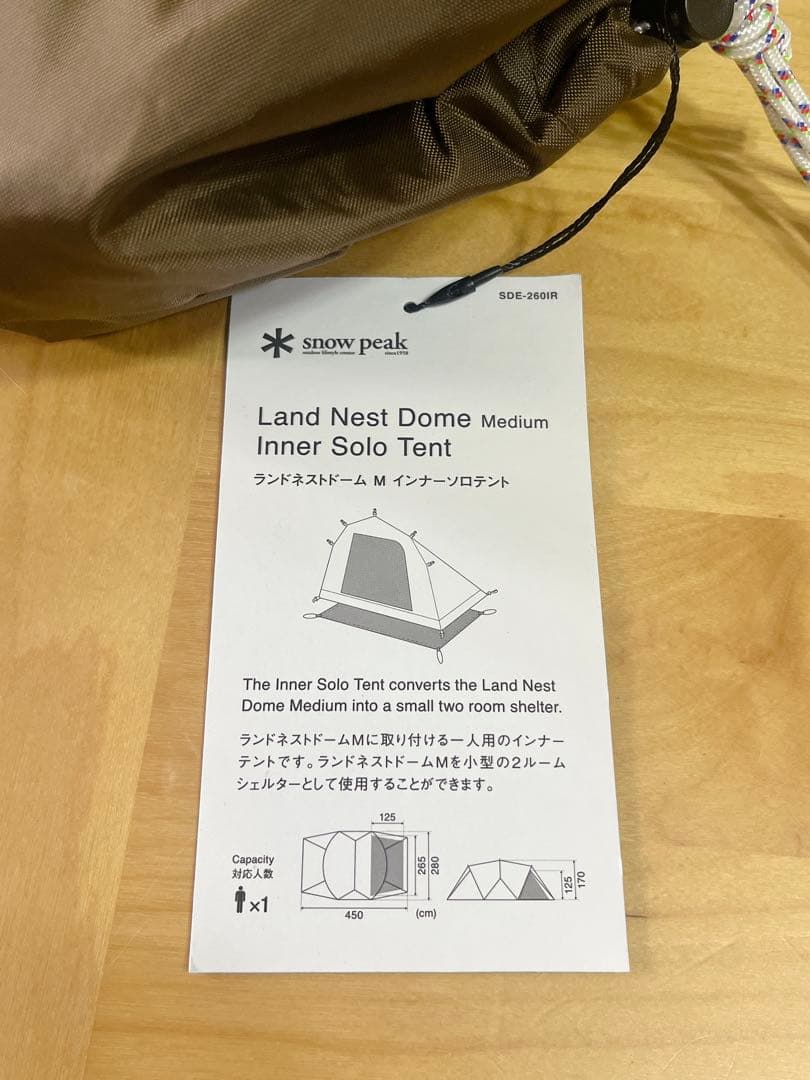 SDE-260IR
snow peak
outdoor lifestyle creator since1958
Land Nest Dome Medium
Inner Solo Tent
ランドネストドーム M インナーソロテント
The Inner Solo Tent converts the Land Nest
Dome Medium into a small two room shelter.
ランドネストドームMに取り付ける一人用のインナー
テントです。ランドネストドームMを小型の2ルーム
シェルターとして使用することができます。
Capacity
対応人数
×1
125
265
280
450
(cm)
125
170